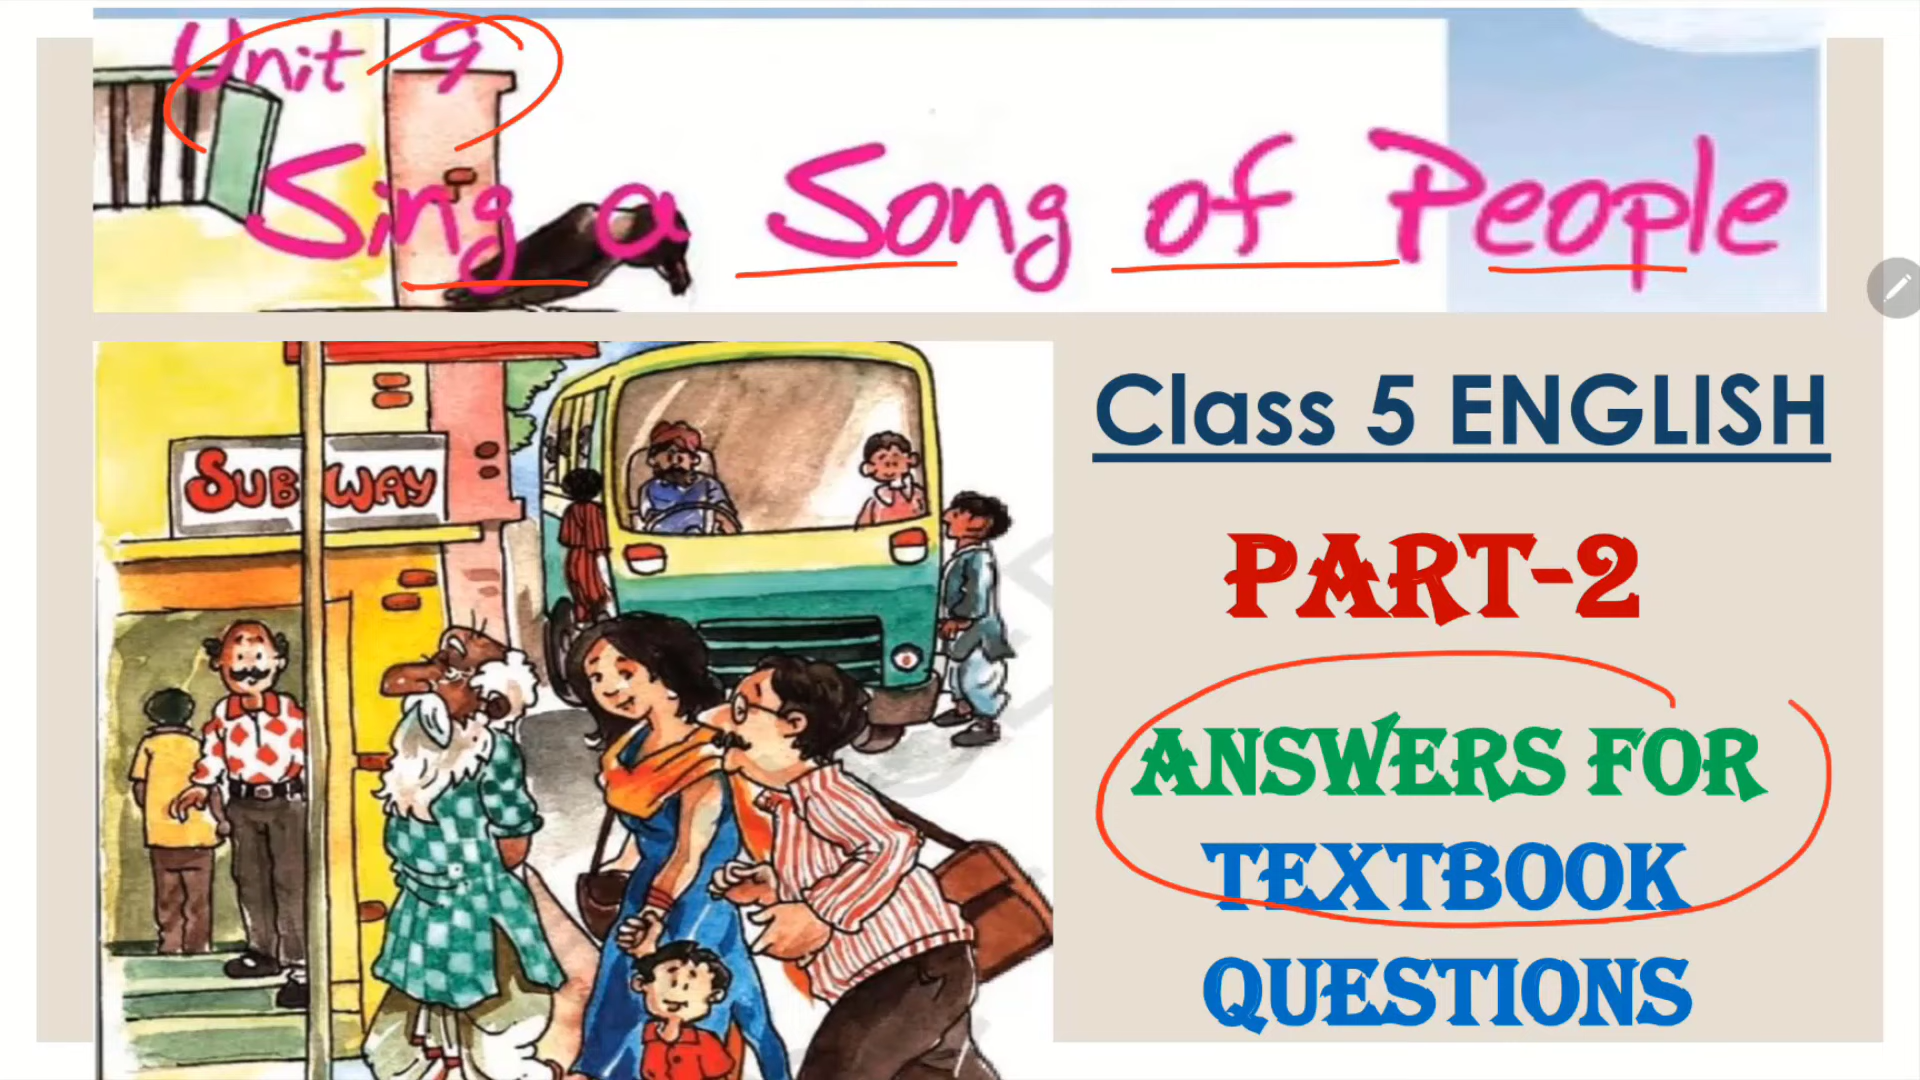 Unit 9
Sing a Song of People
SUBWAY
Class 5 ENGLISH
PART-2
ANSWERS FOR
TEXTBOOK
QUESTIONS